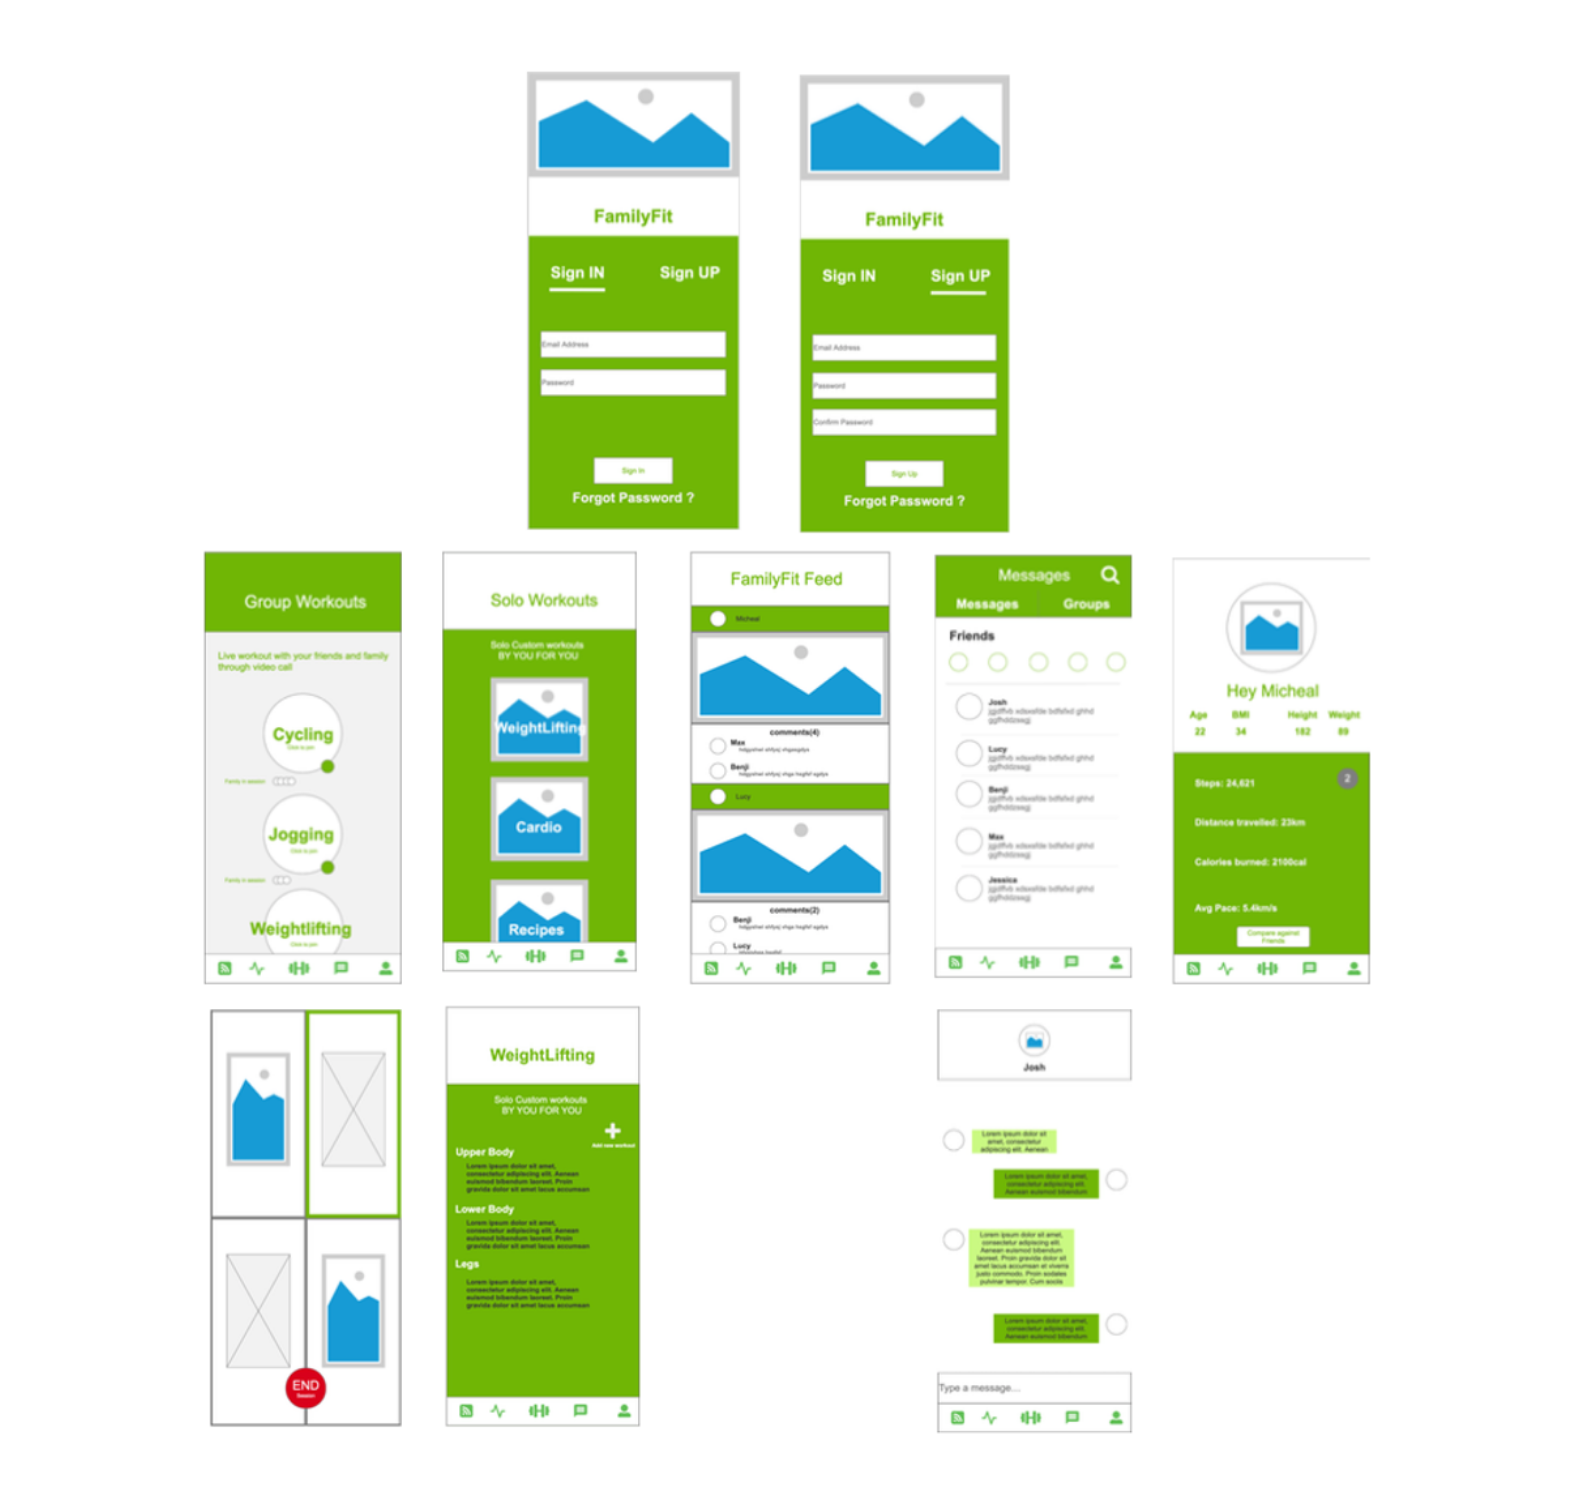 FamilyFit
Sign IN
Sign UP
Email Address
Password
Sign In
Forgot Password ?
FamilyFit
Sign IN
Sign UP
Email Address
Password
Confirm Password
Sign Up
Forgot Password ?
Group Workouts
Live workout with your friends and family
through video call
Cycling
Click to join
Family in session
Jogging
Click to join
Family in session
Weightlifting
Click to join
Solo Workouts
Solo Custom workouts
BY YOU FOR YOU
WeightLifting
Cardio
Recipes
FamilyFit Feed
Micheal
comments(4)
Max
Benji
Lucy
comments(2)
Benji
Lucy
Messages
Messages
Groups
Friends
Josh
Lucy
Benji
Max
Jessica
Hey Micheal
Age
BMI
Height
Weight
22
34
182
89
2
Steps: 24,621
Distance travelled: 23km
Calories burned: 2100cal
Avg Pace: 5.4km/s
Compare against
Friends
END
Session
WeightLifting
Solo Custom workouts
BY YOU FOR YOU
Add new workout
Upper Body
Lorem ipsum dolor sit amet,
consectetur adipiscing elit. Aenean
euismod bibendum laoreet. Proin
gravida dolor sit amet lacus accumsan
Lower Body
Lorem ipsum dolor sit amet,
consectetur adipiscing elit. Aenean
euismod bibendum laoreet. Proin
gravida dolor sit amet lacus accumsan
Legs
Lorem ipsum dolor sit amet,
consectetur adipiscing elit. Aenean
euismod bibendum laoreet. Proin
gravida dolor sit amet lacus accumsan
Josh
Lorem ipsum dolor sit
amet, consectetur
adipiscing elit. Aenean
Lorem ipsum dolor sit amet,
consectetur adipiscing elit.
Aenean euismod bibendum
Lorem ipsum dolor sit amet,
consectetur adipiscing elit.
Aenean euismod bibendum
laoreet. Proin gravida dolor sit
amet lacus accumsan et viverra
justo commodo. Proin sodales
pulvinar tempor. Cum sociis
Lorem ipsum dolor sit amet,
consectetur adipiscing elit.
Aenean euismod bibendum
Type a message...